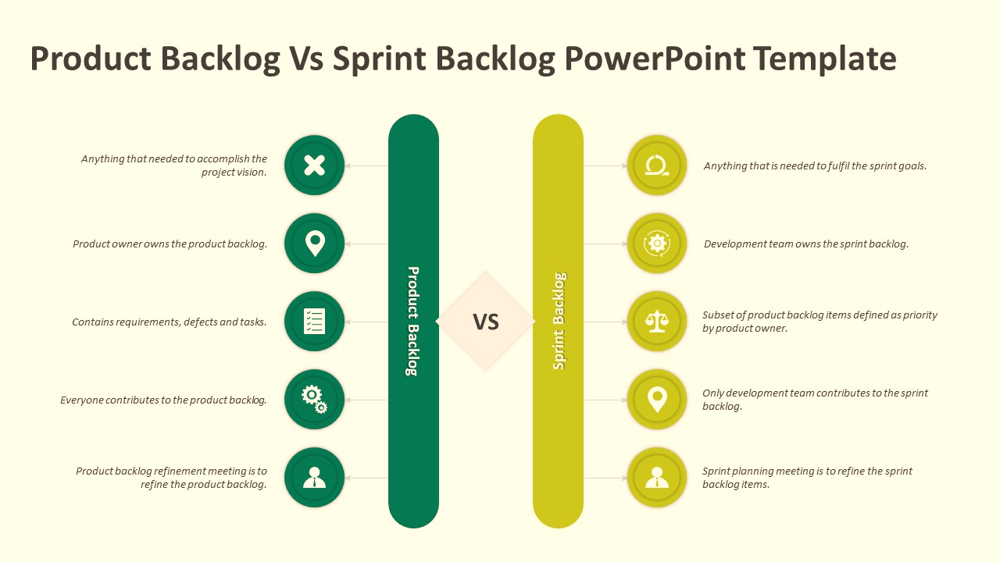 Product Backlog Vs Sprint Backlog PowerPoint Template
Anything that needed to accomplish the
project vision.
Product owner owns the product backlog.
Contains requirements, defects and tasks.
Everyone contributes to the product backlog.
Product backlog refinement meeting is to
refine the product backlog.
Product Backlog
VS
Sprint Backlog
Anything that is needed to fulfil the sprint goals.
Development team owns the sprint backlog.
Subset of product backlog items defined as priority
by product owner.
Only development team contributes to the sprint
backlog.
Sprint planning meeting is to refine the sprint
backlog items.